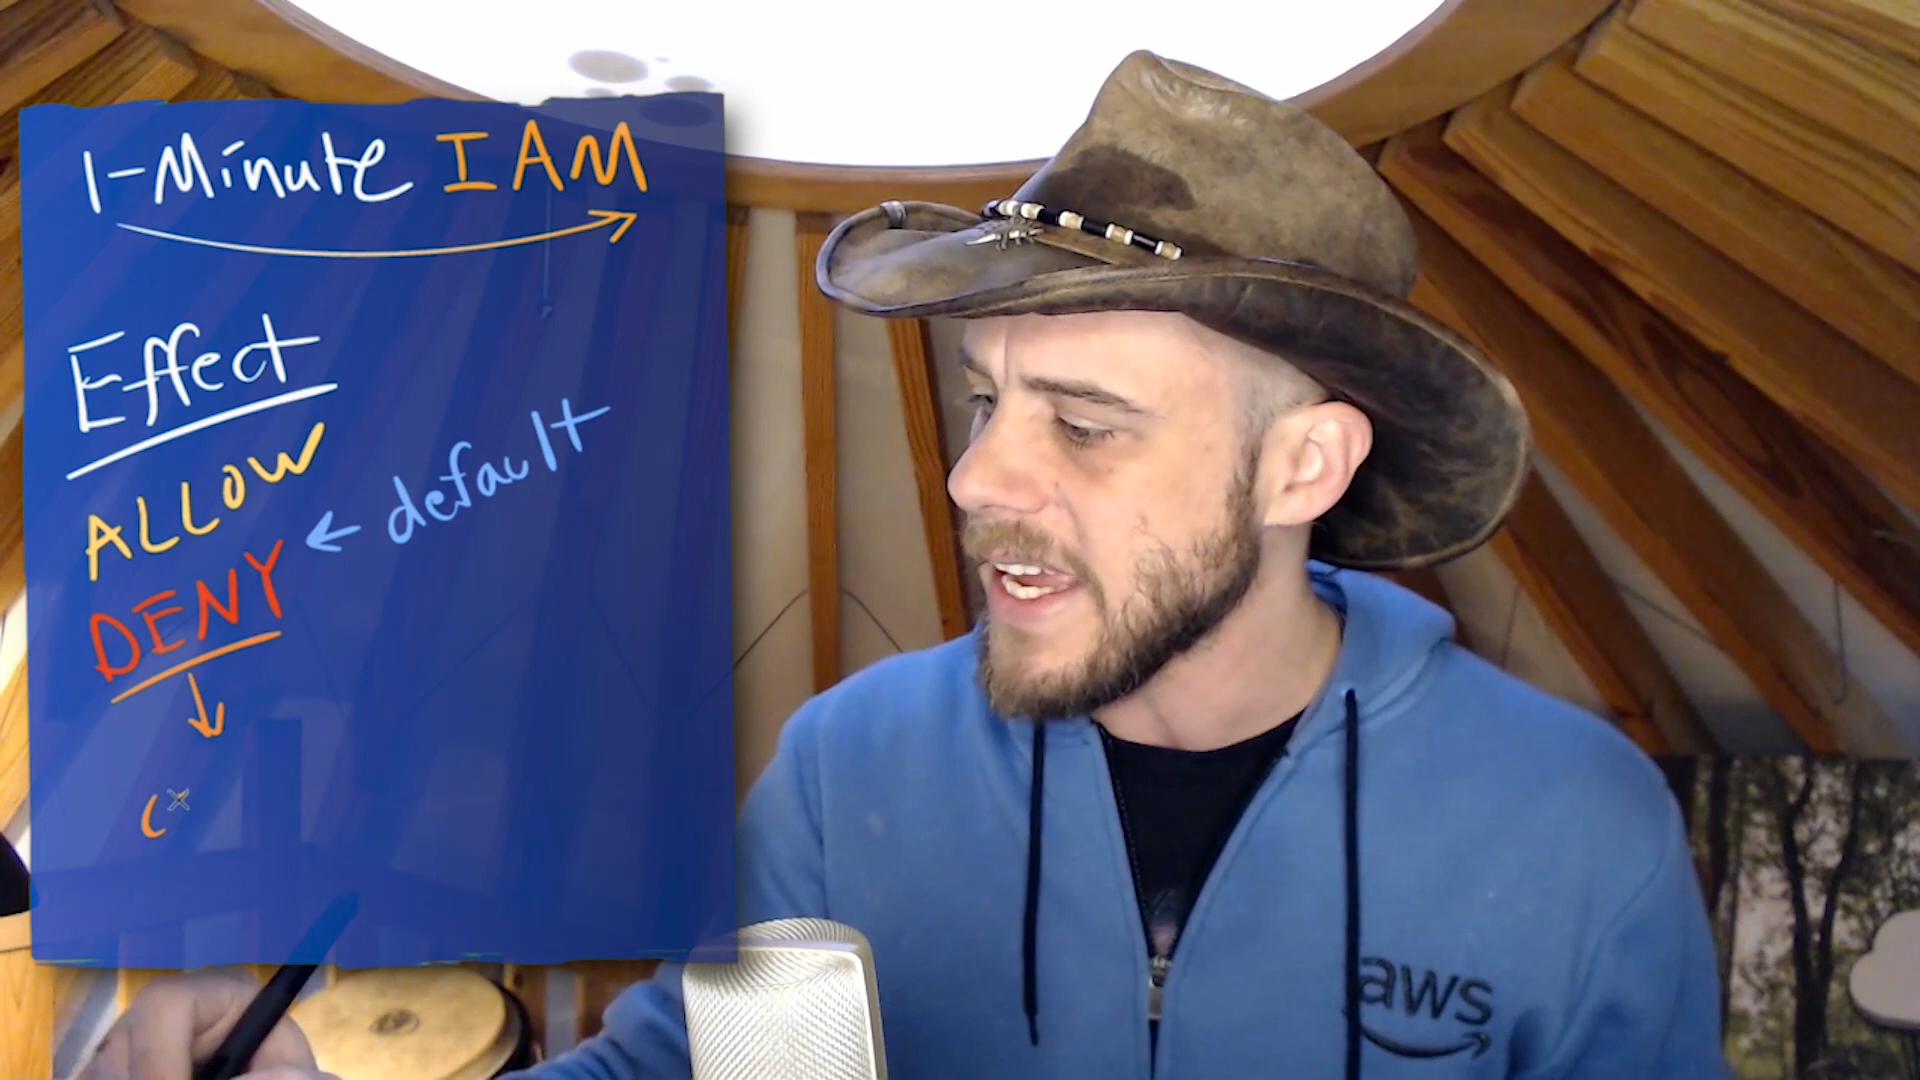 1-Minute IAM
Effect
ALLOW
← default
DENY
(
aws